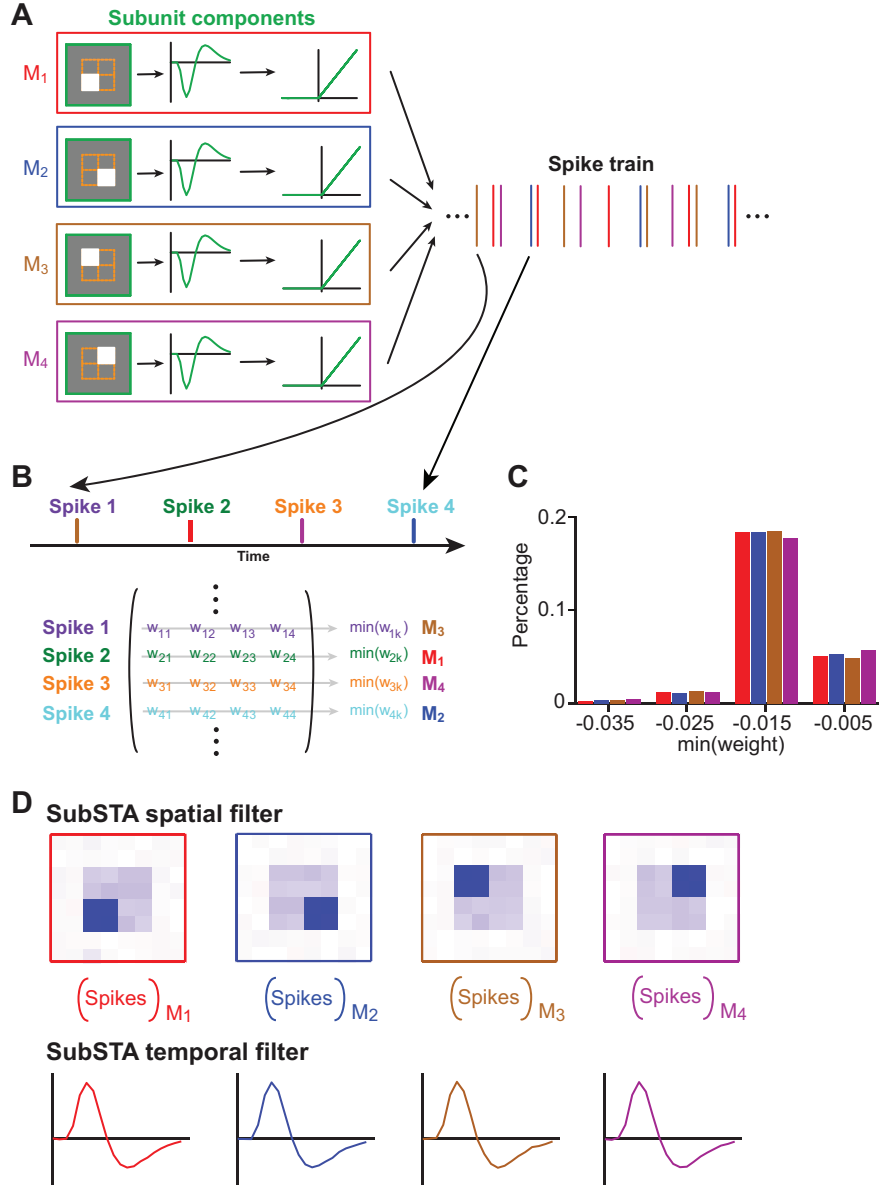 A
Subunit components
M1
M2
M3
M4
Spike train
... ...
B
Spike 1 Spike 2 Spike 3 Spike 4
Time
Spike 1 w11 w12 w13 w14 min(w1k) M3
Spike 2 w21 w22 w23 w24 min(w2k) M1
Spike 3 w31 w32 w33 w34 min(w3k) M4
Spike 4 w41 w42 w43 w44 min(w4k) M2
C
Percentage
0.2
0.1
0
-0.035 -0.025 -0.015 -0.005
min(weight)
D
SubSTA spatial filter
(Spikes)M1 (Spikes)M2 (Spikes)M3 (Spikes)M4
SubSTA temporal filter